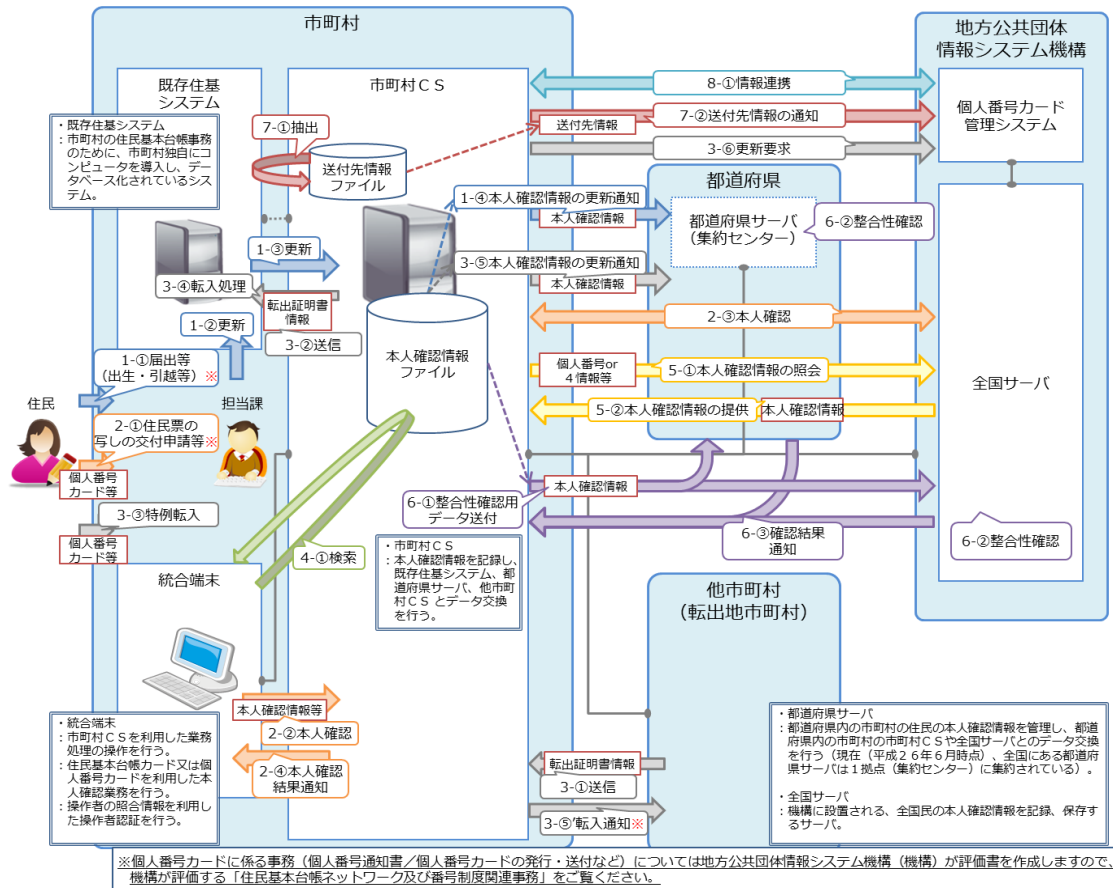 市町村
地方公共団体
情報システム機構
既存住基
システム
市町村ＣＳ
8-①情報連携
個人番号カード
管理システム
7-①抽出
送付先情報
7-②送付先情報の通知
3-⑥更新要求
・既存住基システム
：市町村の住民基本台帳事務
のために、市町村独自にコン
ピュータを導入し、デー
タベース化されているシス
テム。
送付先情報
ファイル
都道府県
1-④本人確認情報の更新通知
本人確認情報
都道府県サーバ
（集約センター）
6-②整合性確認
1-③更新
3-⑤本人確認情報の更新通知
本人確認情報
3-④転入処理
転出証明書
情報
3-②送信
1-②更新
2-③本人確認
本人確認情報
ファイル
1-①届出等
（出生・引越等）※
個人番号or
４情報等
5-①本人確認情報の照会
全国サーバ
住民
担当課
5-②本人確認情報の提供
本人確認情報
2-①住民票の
写しの交付申請等※
個人番号
カード等
本人確認情報
6-①整合性確認用
データ送付
3-③特例転入
個人番号
カード等
6-③確認結果
通知
6-②整合性確認
4-①検索
・市町村ＣＳ
：本人確認情報を記録し、
既存住基システム、都
道府県サーバ、他市町
村ＣＳ とデータ交換
を行う。
統合端末
他市町村
（転出地市町村）
本人確認情報等
2-②本人確認
2-④本人確認
結果通知
・統合端末
：市町村ＣＳを利用した業務
処理の操作を行う。
：住民基本台帳カード又は個
人番号カードを利用した本
人確認業務を行う。
：操作者の照合情報を利用し
た操作者認証を行う。
転出証明書情報
3-①送信
3-⑤’転入通知※
・都道府県サーバ
：都道府県内の市町村の住民の本人確認情報を管理し、都道
府県内の市町村の市町村ＣＳや全国サーバとのデータ交換
を行う（現在（平成２６年６月時点）、全国にある都道府
県サーバは１拠点（集約センター）に集約されている）。
・全国サーバ
：機構に設置される、全国民の本人確認情報を記録、保存す
るサーバ。
※個人番号カードに係る事務（個人番号通知書／個人番号カードの発行・送付など）については地方公共団体情報システム機構（機構）が評価書を作成しますので、
機構が評価する「住民基本台帳ネットワーク及び番号制度関連事務」をご覧ください。